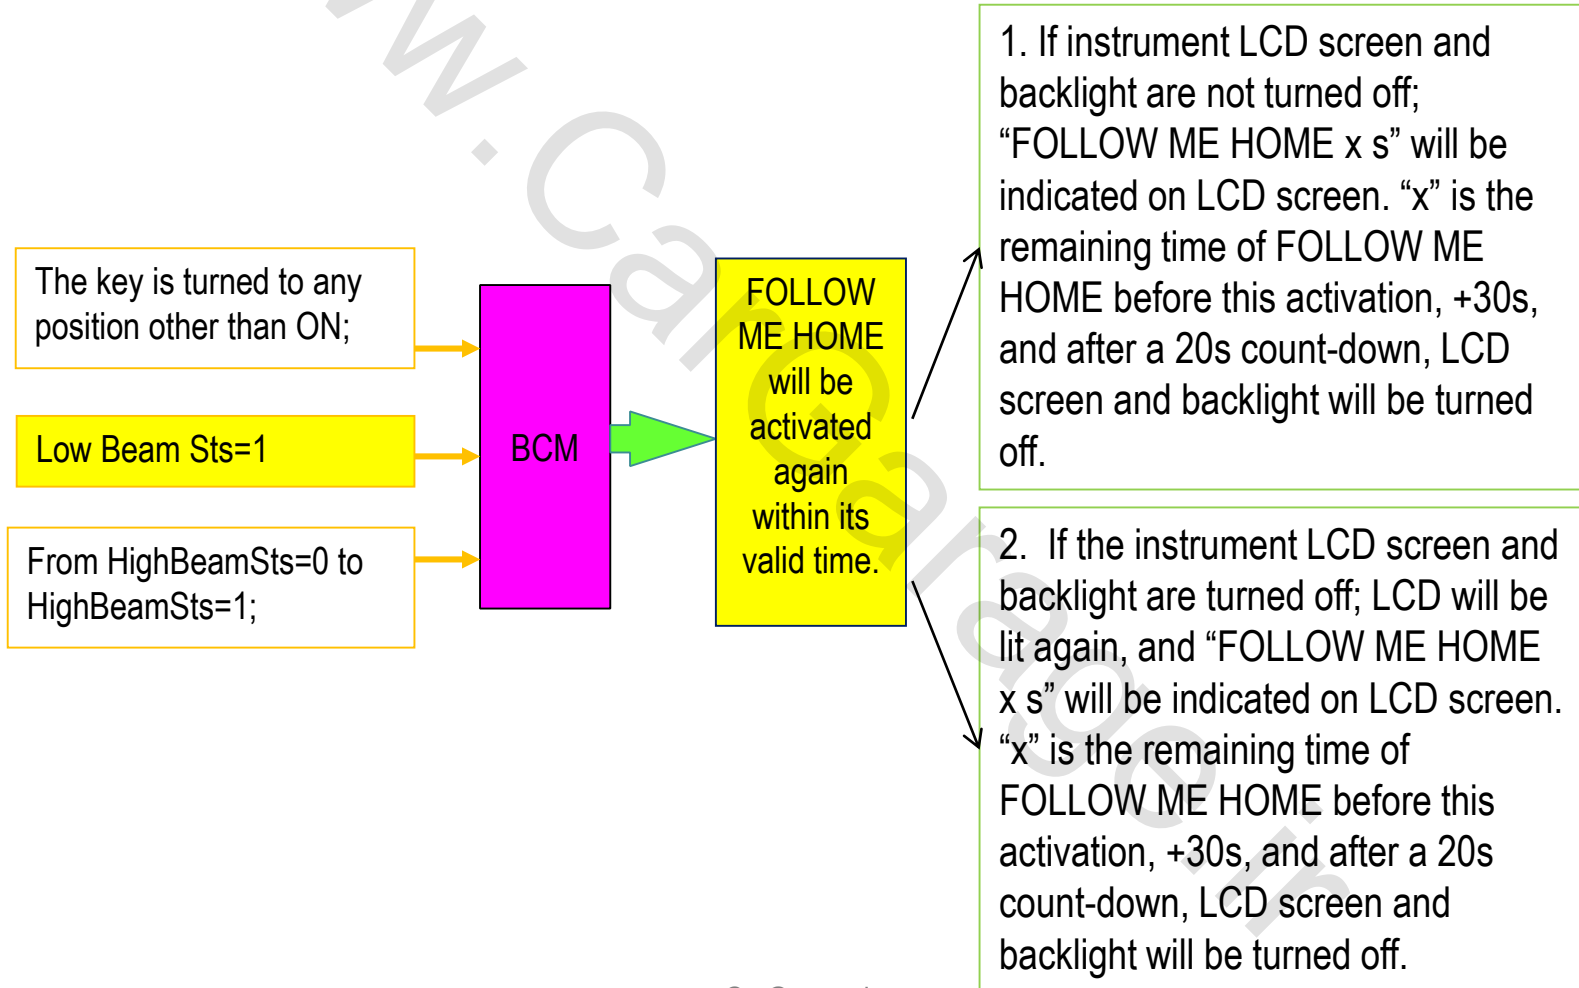 The key is turned to any
position other than ON;
Low Beam Sts=1
From HighBeamSts=0 to
HighBeamSts=1;
BCM
FOLLOW
ME HOME
will be
activated
again
within its
valid time.
1. If instrument LCD screen and
backlight are not turned off;
“FOLLOW ME HOME x s” will be
indicated on LCD screen. “x” is the
remaining time of FOLLOW ME
HOME before this activation, +30s,
and after a 20s count-down, LCD
screen and backlight will be turned
off.
2. If the instrument LCD screen and
backlight are turned off; LCD will be
lit again, and “FOLLOW ME HOME
x s” will be indicated on LCD screen.
“x” is the remaining time of
FOLLOW ME HOME before this
activation, +30s, and after a 20s
count-down, LCD screen and
backlight will be turned off.
w.CarGarage.ir